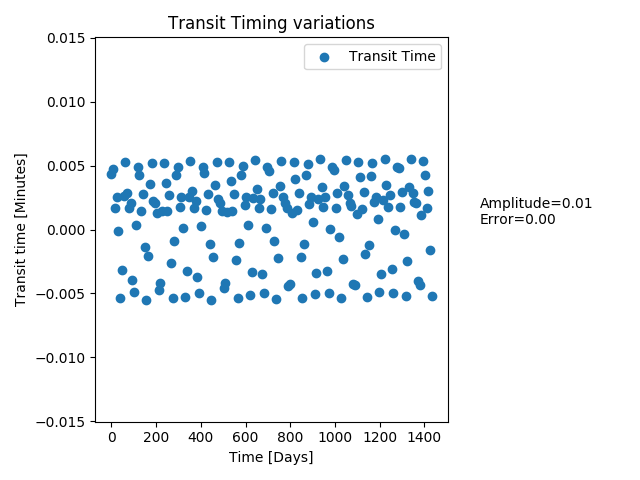 Transit Timing variations
Transit Time
0.015
0.010
0.005
0.000
−0.005
−0.010
−0.015
Transit time [Minutes]
0 200 400 600 800 1000 1200 1400
Time [Days]
Amplitude=0.01
Error=0.00